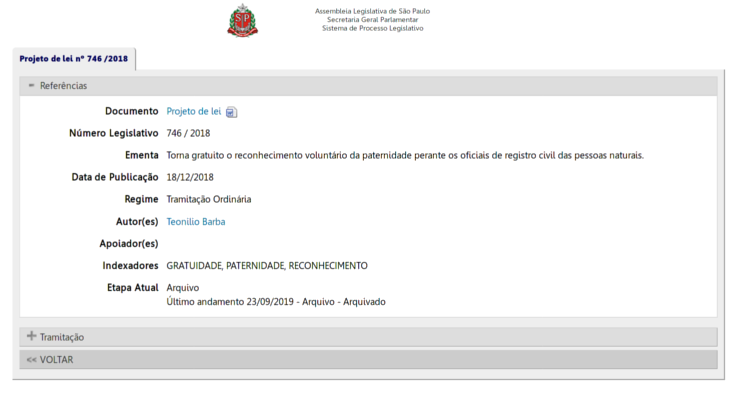 Assembleia Legislativa de São Paulo
Secretaria Geral Parlamentar
Sistema de Processo Legislativo
Projeto de lei nº 746 /2018
Referências
Documento Projeto de lei
Número Legislativo 746 / 2018
Ementa Torna gratuito o reconhecimento voluntário da paternidade perante os oficiais de registro civil das pessoas naturais.
Data de Publicação 18/12/2018
Regime Tramitação Ordinária
Autor(es) Teonilio Barba
Apoiador(es)
Indexadores GRATUIDADE, PATERNIDADE, RECONHECIMENTO
Etapa Atual Arquivo
Último andamento 23/09/2019 - Arquivo - Arquivado
Tramitação
<< VOLTAR